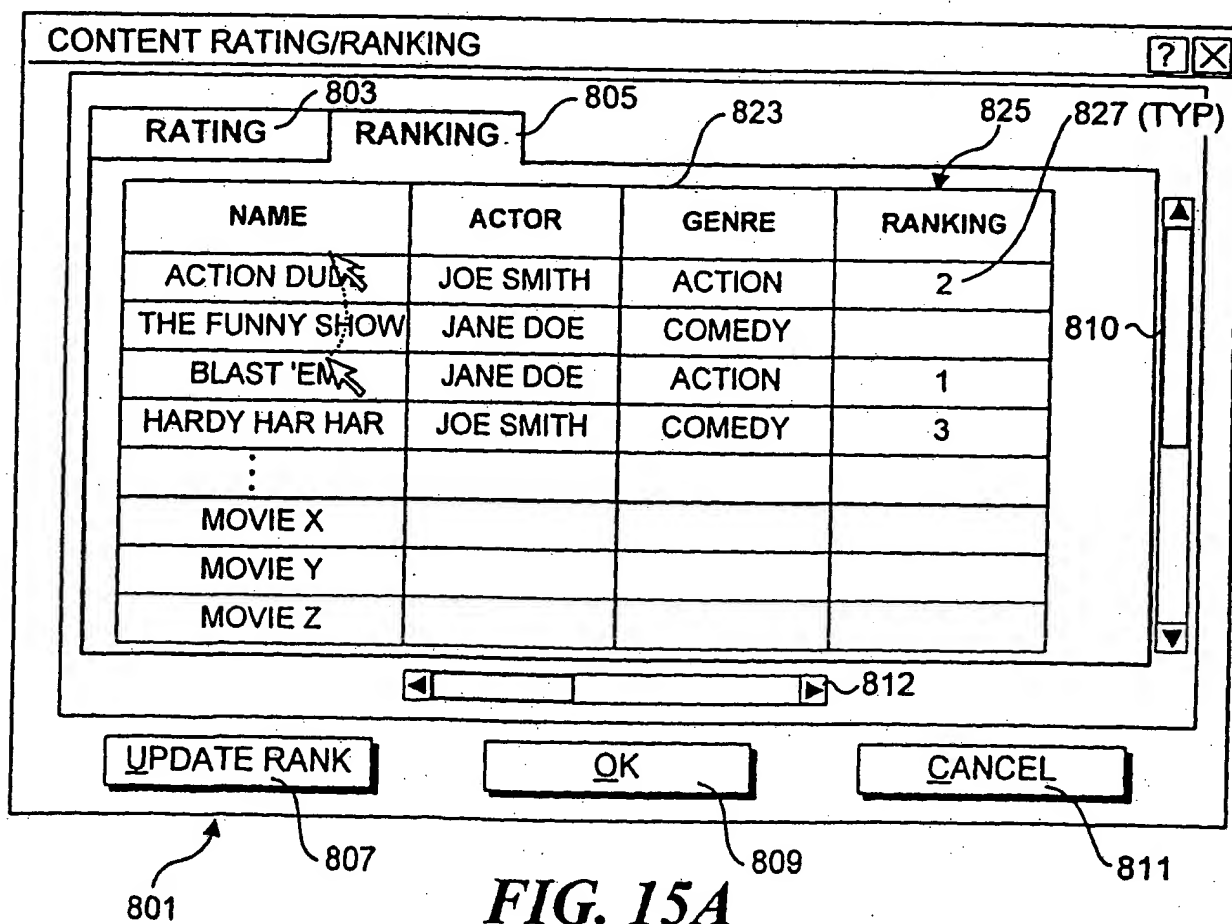 CONTENT RATING/RANKING ? X
803 805 823 825 827 (TYP)
RATING RANKING
NAME ACTOR GENRE RANKING
ACTION DUDE JOE SMITH ACTION 2
THE FUNNY SHOW JANE DOE COMEDY
810
BLAST 'EM JANE DOE ACTION 1
HARDY HAR HAR JOE SMITH COMEDY 3
⋮
MOVIE X
MOVIE Y
MOVIE Z
812
UPDATE RANK OK CANCEL
807 809 811
801
FIG. 15A